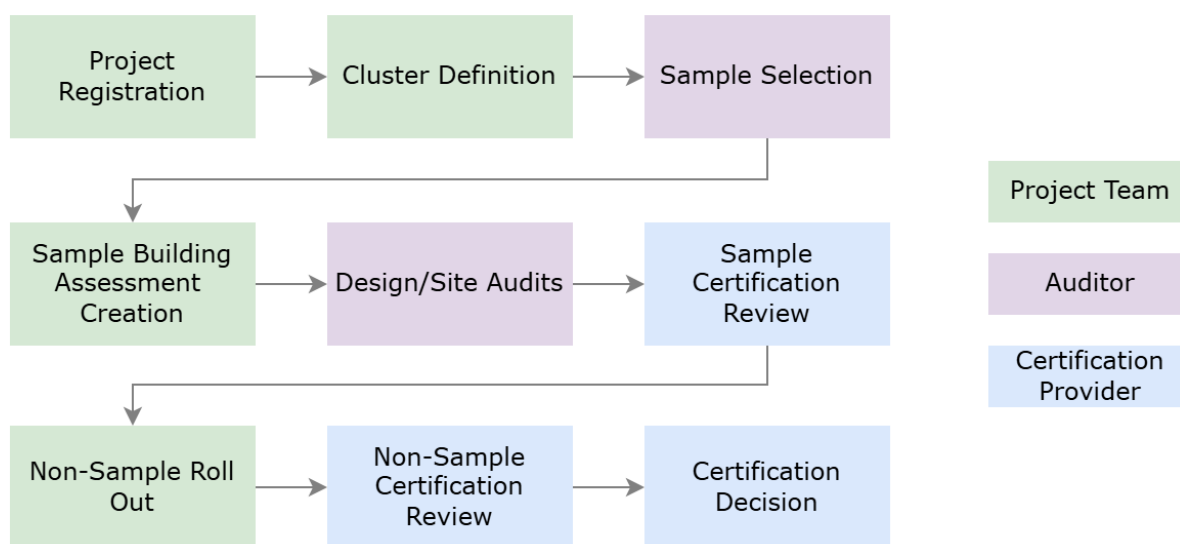 Project
Registration
Cluster Definition
Sample Selection
Sample Building
Assessment
Creation
Design/Site Audits
Sample
Certification
Review
Non-Sample Roll
Out
Non-Sample
Certification
Review
Certification
Decision
Project Team
Auditor
Certification
Provider